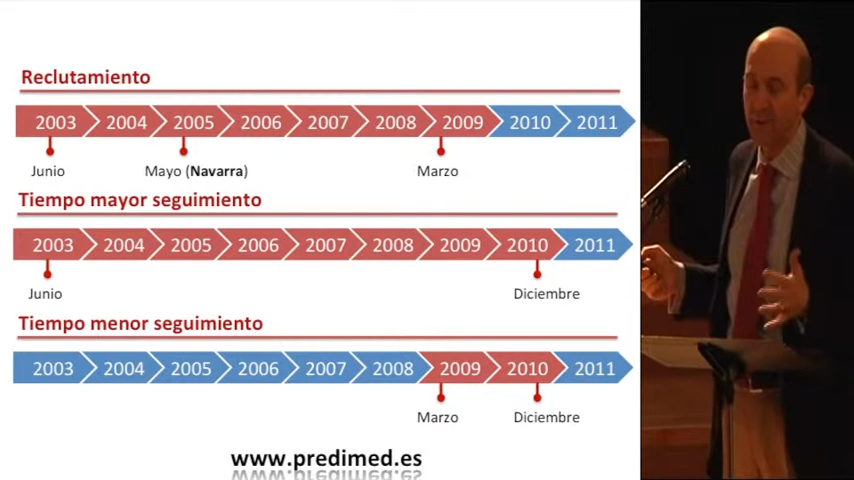 Reclutamiento
2003 2004 2005 2006 2007 2008 2009 2010 2011
Junio Mayo (Navarra) Marzo
Tiempo mayor seguimiento
2003 2004 2005 2006 2007 2008 2009 2010 2011
Junio Diciembre
Tiempo menor seguimiento
2003 2004 2005 2006 2007 2008 2009 2010 2011
Marzo Diciembre
www.predimed.es